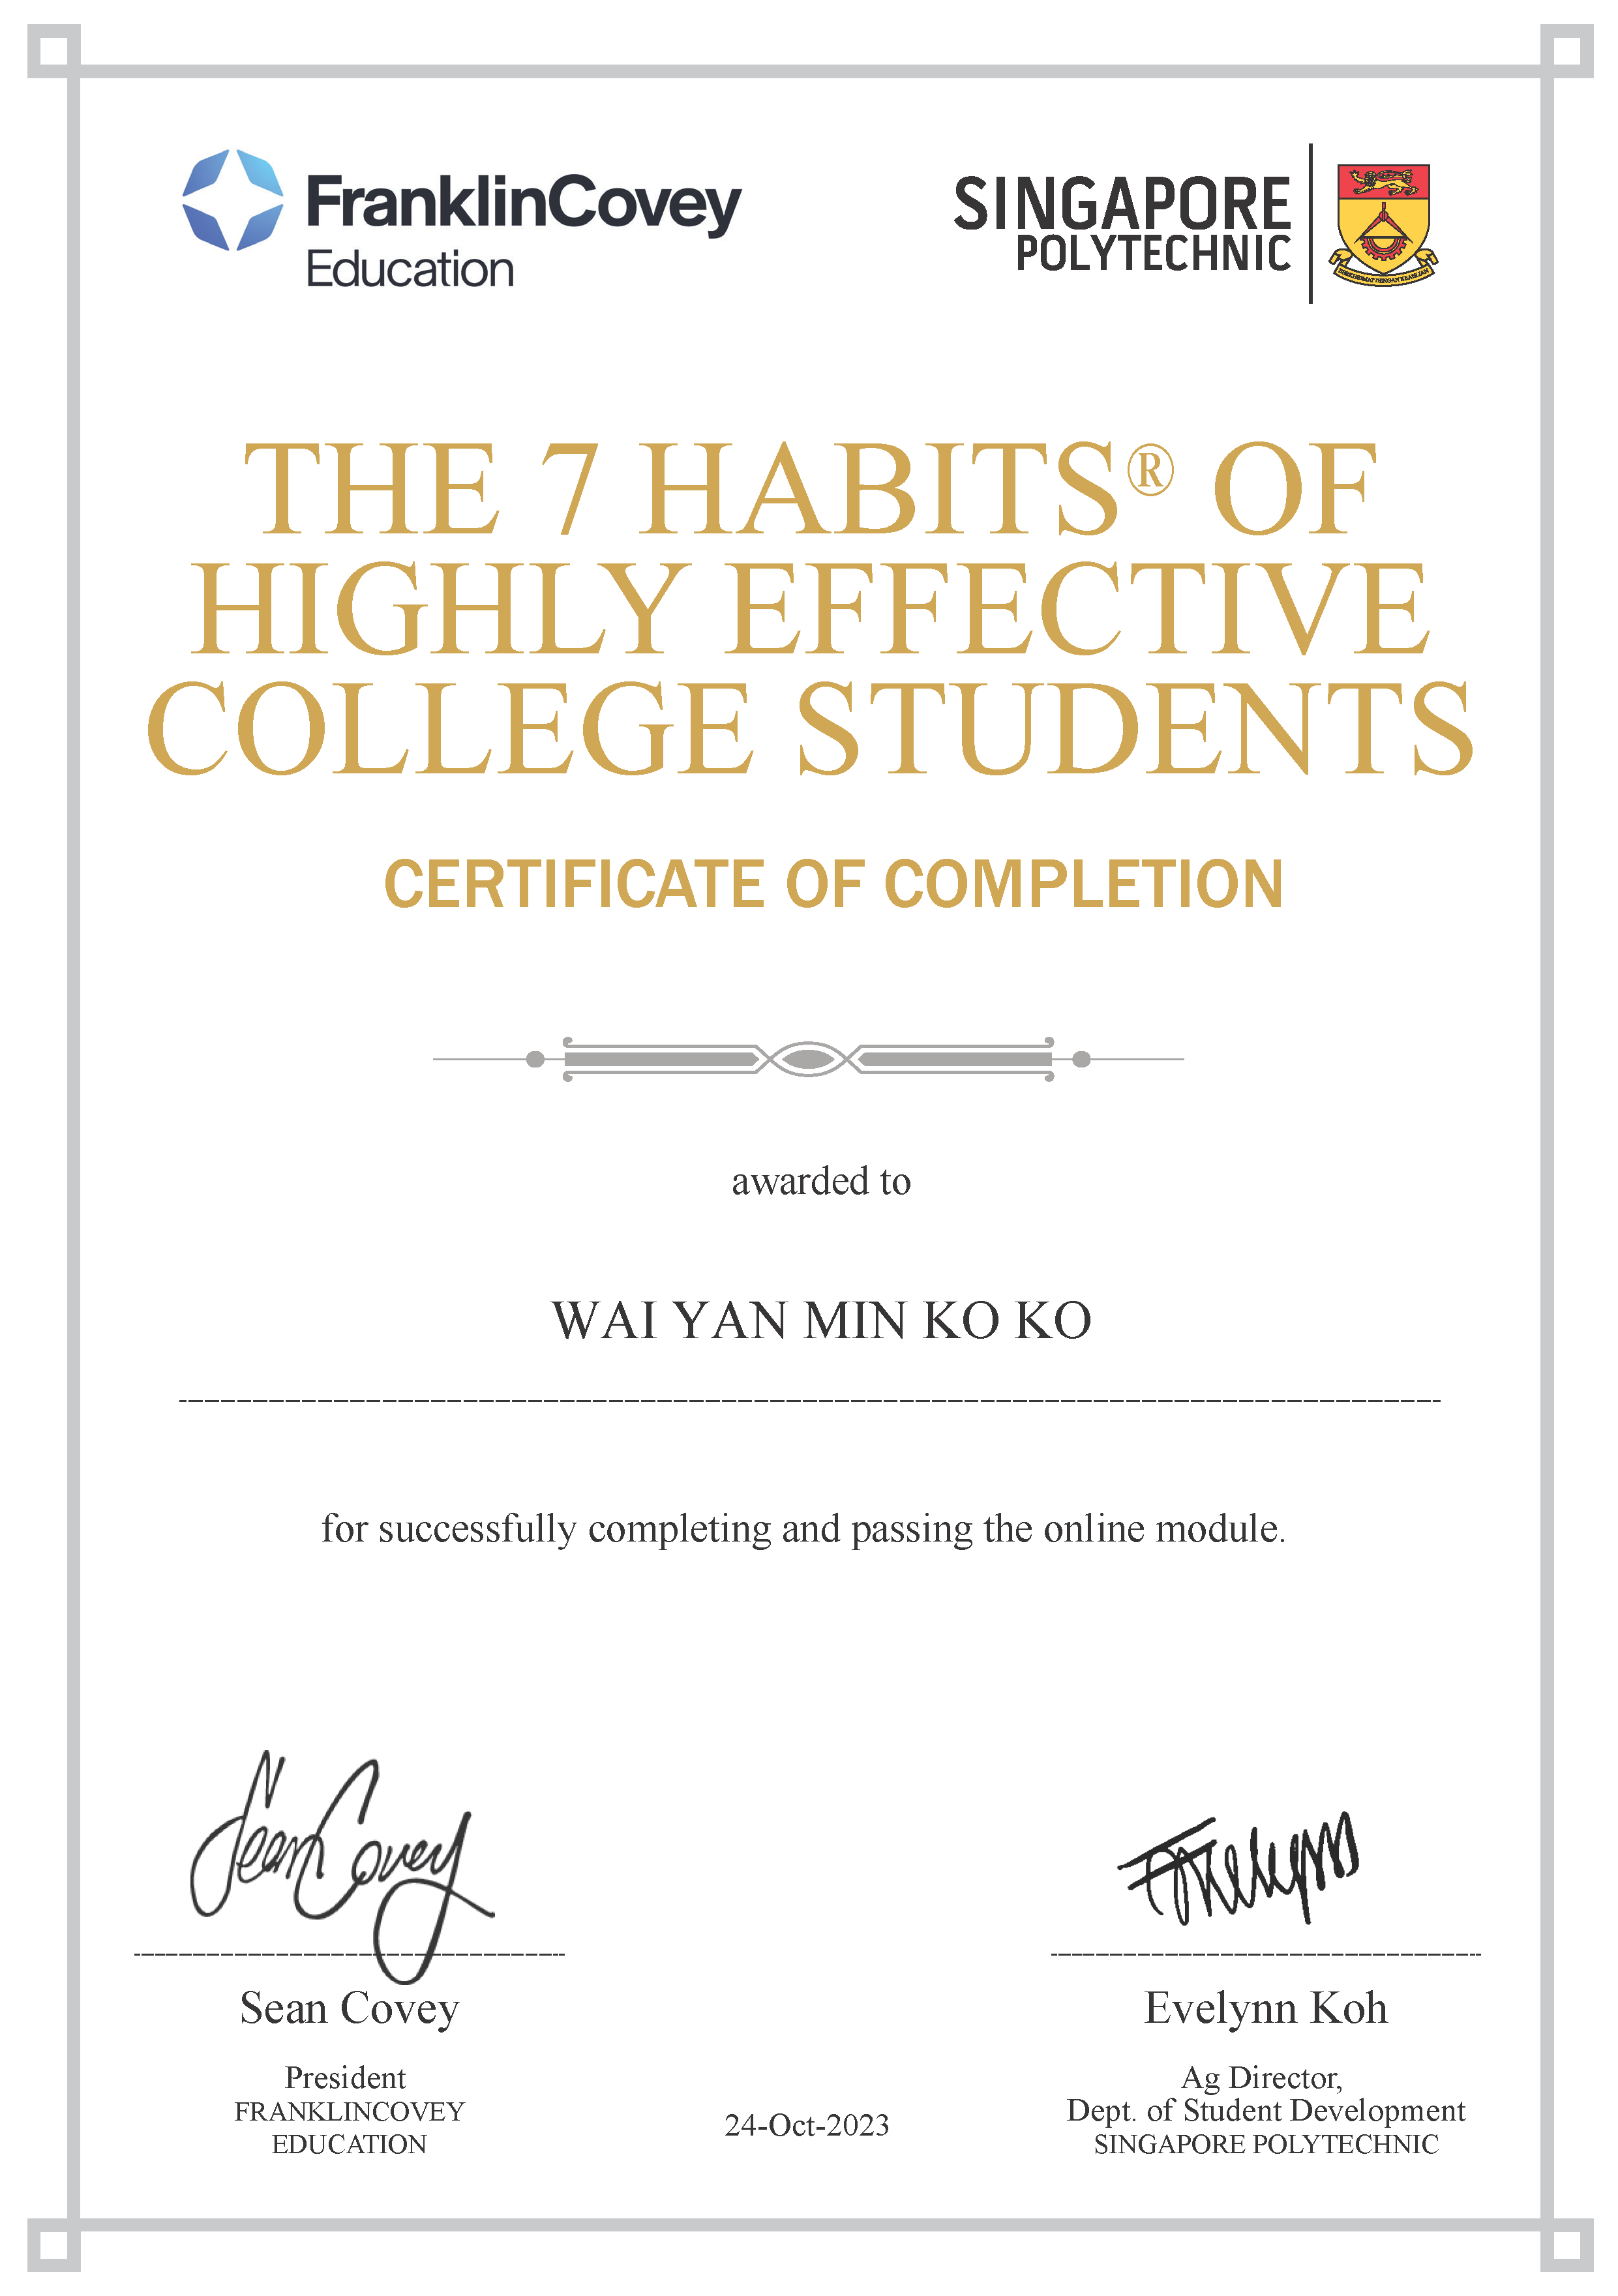 FranklinCovey
Education
SINGAPORE
POLYTECHNIC
THE 7 HABITS® OF
HIGHLY EFFECTIVE
COLLEGE STUDENTS
CERTIFICATE OF COMPLETION
awarded to
WAI YAN MIN KO KO
for successfully completing and passing the online module.
Sean Covey
Sean Covey
President
FRANKLINCOVEY
EDUCATION
24-Oct-2023
Evelynn Koh
Ag Director,
Dept. of Student Development
SINGAPORE POLYTECHNIC